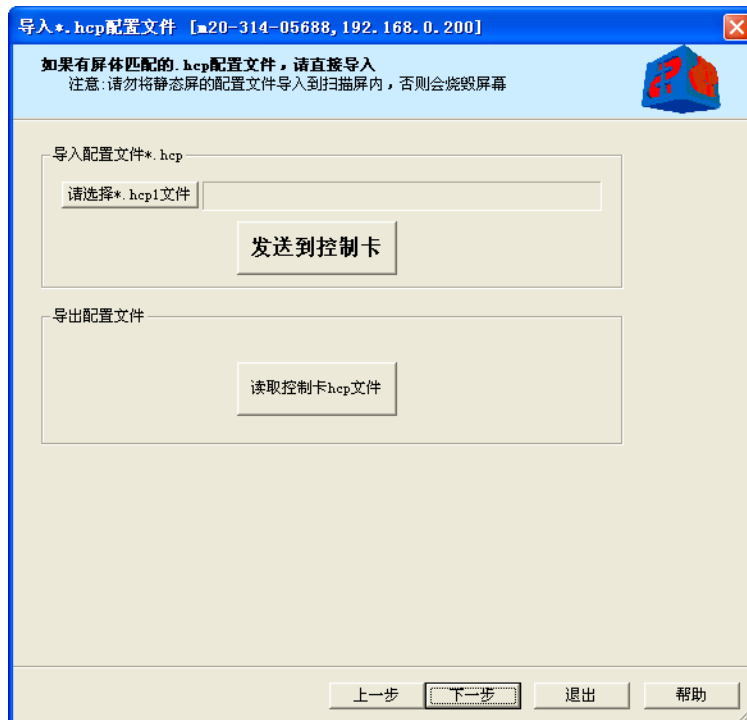 导入*.hcp配置文件 [m20-314-05688,192.168.0.200]
如果有屏体匹配的.hcp配置文件，请直接导入
注意:请勿将静态屏的配置文件导入到扫描屏内，否则会烧毁屏幕
导入配置文件*.hcp
请选择*.hcp1文件
发送到控制卡
导出配置文件
读取控制卡hcp文件
上一步 下一步 退出 帮助